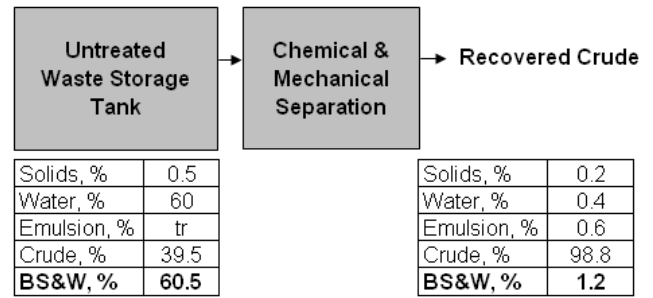 Untreated
Waste Storage
Tank
Chemical &
Mechanical
Separation
Recovered Crude
Solids, % 0.5
Water, % 60
Emulsion, % tr
Crude, % 39.5
BS&W, % 60.5
Solids, % 0.2
Water, % 0.4
Emulsion, % 0.6
Crude, % 98.8
BS&W, % 1.2